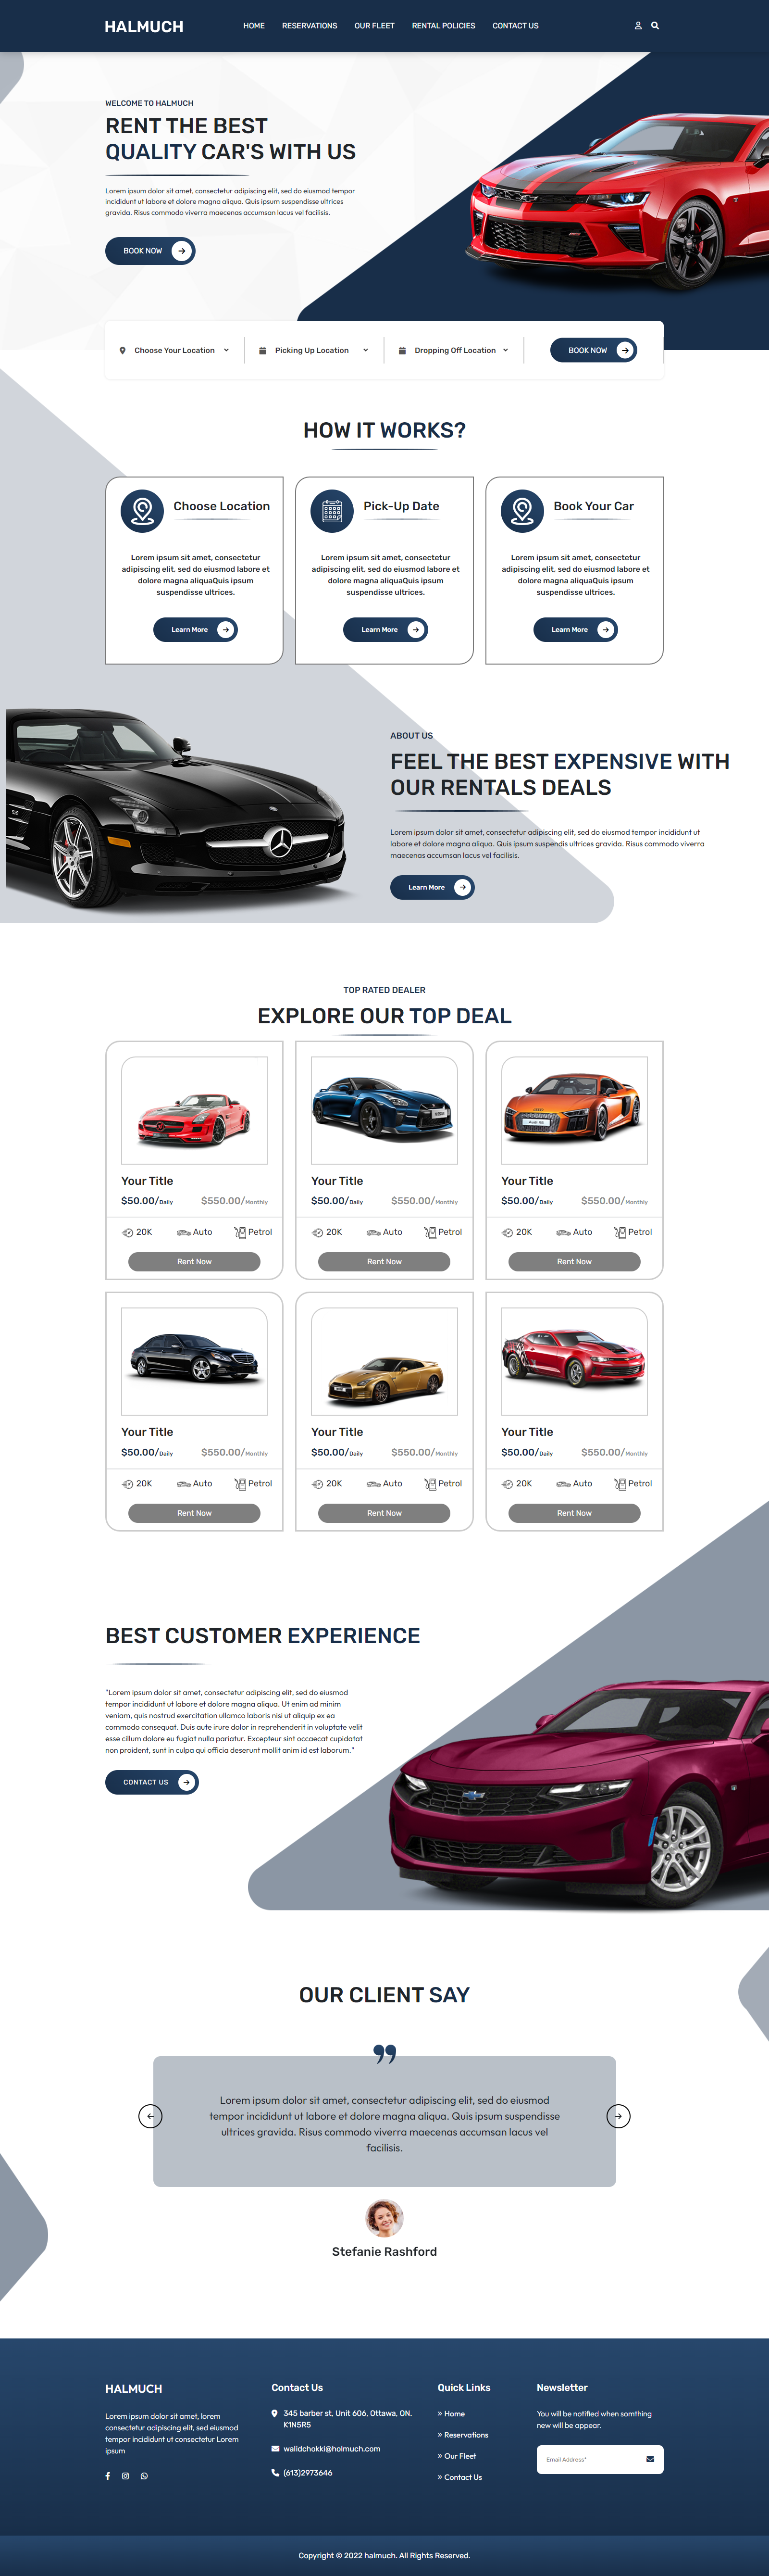 HALMUCH
HOME RESERVATIONS OUR FLEET RENTAL POLICIES CONTACT US
WELCOME TO HALMUCH
RENT THE BEST
QUALITY CAR'S WITH US
Lorem ipsum dolor sit amet, consectetur adipiscing elit, sed do eiusmod tempor
incididunt ut labore et dolore magna aliqua. Quis ipsum suspendisse ultrices
gravida. Risus commodo viverra maecenas accumsan lacus vel facilisis.
BOOK NOW
Choose Your Location Picking Up Location Dropping Off Location BOOK NOW
HOW IT WORKS?
Choose Location
Lorem ipsum sit amet, consectetur
adipiscing elit, sed do eiusmod labore et
dolore magna aliquaQuis ipsum
suspendisse ultrices.
Learn More
Pick-Up Date
Lorem ipsum sit amet, consectetur
adipiscing elit, sed do eiusmod labore et
dolore magna aliquaQuis ipsum
suspendisse ultrices.
Learn More
Book Your Car
Lorem ipsum sit amet, consectetur
adipiscing elit, sed do eiusmod labore et
dolore magna aliquaQuis ipsum
suspendisse ultrices.
Learn More
ABOUT US
FEEL THE BEST EXPENSIVE WITH
OUR RENTALS DEALS
Lorem ipsum dolor sit amet, consectetur adipiscing elit, sed do eiusmod tempor incididunt ut
labore et dolore magna aliqua. Quis ipsum suspendis ultrices gravida. Risus commodo viverra
maecenas accumsan lacus vel facilisis.
Learn More
TOP RATED DEALER
EXPLORE OUR TOP DEAL
Your Title
$50.00/Daily $550.00/Monthly
20K Auto Petrol
Rent Now
Your Title
$50.00/Daily $550.00/Monthly
20K Auto Petrol
Rent Now
Audi R8
Your Title
$50.00/Daily $550.00/Monthly
20K Auto Petrol
Rent Now
Your Title
$50.00/Daily $550.00/Monthly
20K Auto Petrol
Rent Now
Your Title
$50.00/Daily $550.00/Monthly
20K Auto Petrol
Rent Now
Your Title
$50.00/Daily $550.00/Monthly
20K Auto Petrol
Rent Now
BEST CUSTOMER EXPERIENCE
"Lorem ipsum dolor sit amet, consectetur adipiscing elit, sed do eiusmod
tempor incididunt ut labore et dolore magna aliqua. Ut enim ad minim
veniam, quis nostrud exercitation ullamco laboris nisi ut aliquip ex ea
commodo consequat. Duis aute irure dolor in reprehenderit in voluptate velit
esse cillum dolore eu fugiat nulla pariatur. Excepteur sint occaecat cupidatat
non proident, sunt in culpa qui officia deserunt mollit anim id est laborum."
CONTACT US
OUR CLIENT SAY
Lorem ipsum dolor sit amet, consectetur adipiscing elit, sed do eiusmod
tempor incididunt ut labore et dolore magna aliqua. Quis ipsum suspendisse
ultrices gravida. Risus commodo viverra maecenas accumsan lacus vel
facilisis.
Stefanie Rashford
HALMUCH
Lorem ipsum dolor sit amet, lorem
consectetur adipiscing elit, sed eiusmod
tempor incididunt ut consectetur Lorem
ipsum
Contact Us
345 barber st, Unit 606, Ottawa, ON.
K1N5R5
walidchokki@holmuch.com
(613)2973646
Quick Links
Home
Reservations
Our Fleet
Contact Us
Newsletter
You will be notified when somthing
new will be appear.
Email Address*
Copyright © 2022 halmuch. All Rights Reserved.